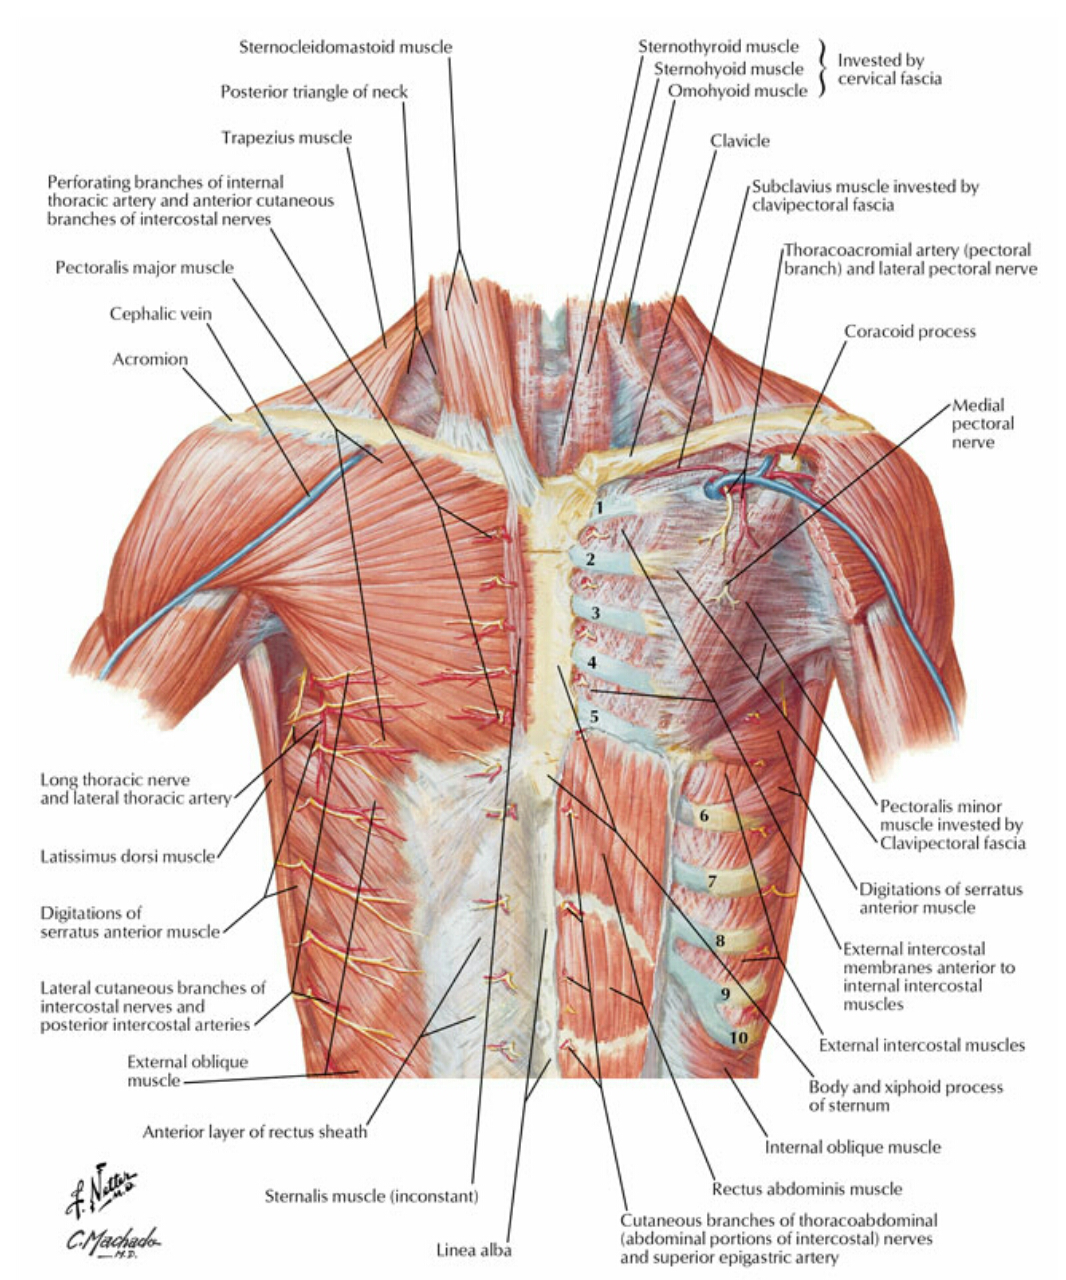 Sternocleidomastoid muscle
Posterior triangle of neck
Trapezius muscle
Perforating branches of internal
thoracic artery and anterior cutaneous
branches of intercostal nerves
Pectoralis major muscle
Cephalic vein
Acromion
Long thoracic nerve
and lateral thoracic artery
Latissimus dorsi muscle
Digitations of
serratus anterior muscle
Lateral cutaneous branches of
intercostal nerves and
posterior intercostal arteries
External oblique
muscle
Anterior layer of rectus sheath
Sternalis muscle (inconstant)
Linea alba
Sternothyroid muscle
Sternohyoid muscle
Omohyoid muscle
Invested by
cervical fascia
Clavicle
Subclavius muscle invested by
clavipectoral fascia
Thoracoacromial artery (pectoral
branch) and lateral pectoral nerve
Coracoid process
Medial
pectoral
nerve
1
2
3
4
5
6
7
8
9
10
Pectoralis minor
muscle invested by
Clavipectoral fascia
Digitations of serratus
anterior muscle
External intercostal
membranes anterior to
internal intercostal
muscles
External intercostal muscles
Body and xiphoid process
of sternum
Internal oblique muscle
Rectus abdominis muscle
Cutaneous branches of thoracoabdominal
(abdominal portions of intercostal) nerves
and superior epigastric artery
F. Netter
M.D.
C. Machado
M.D.